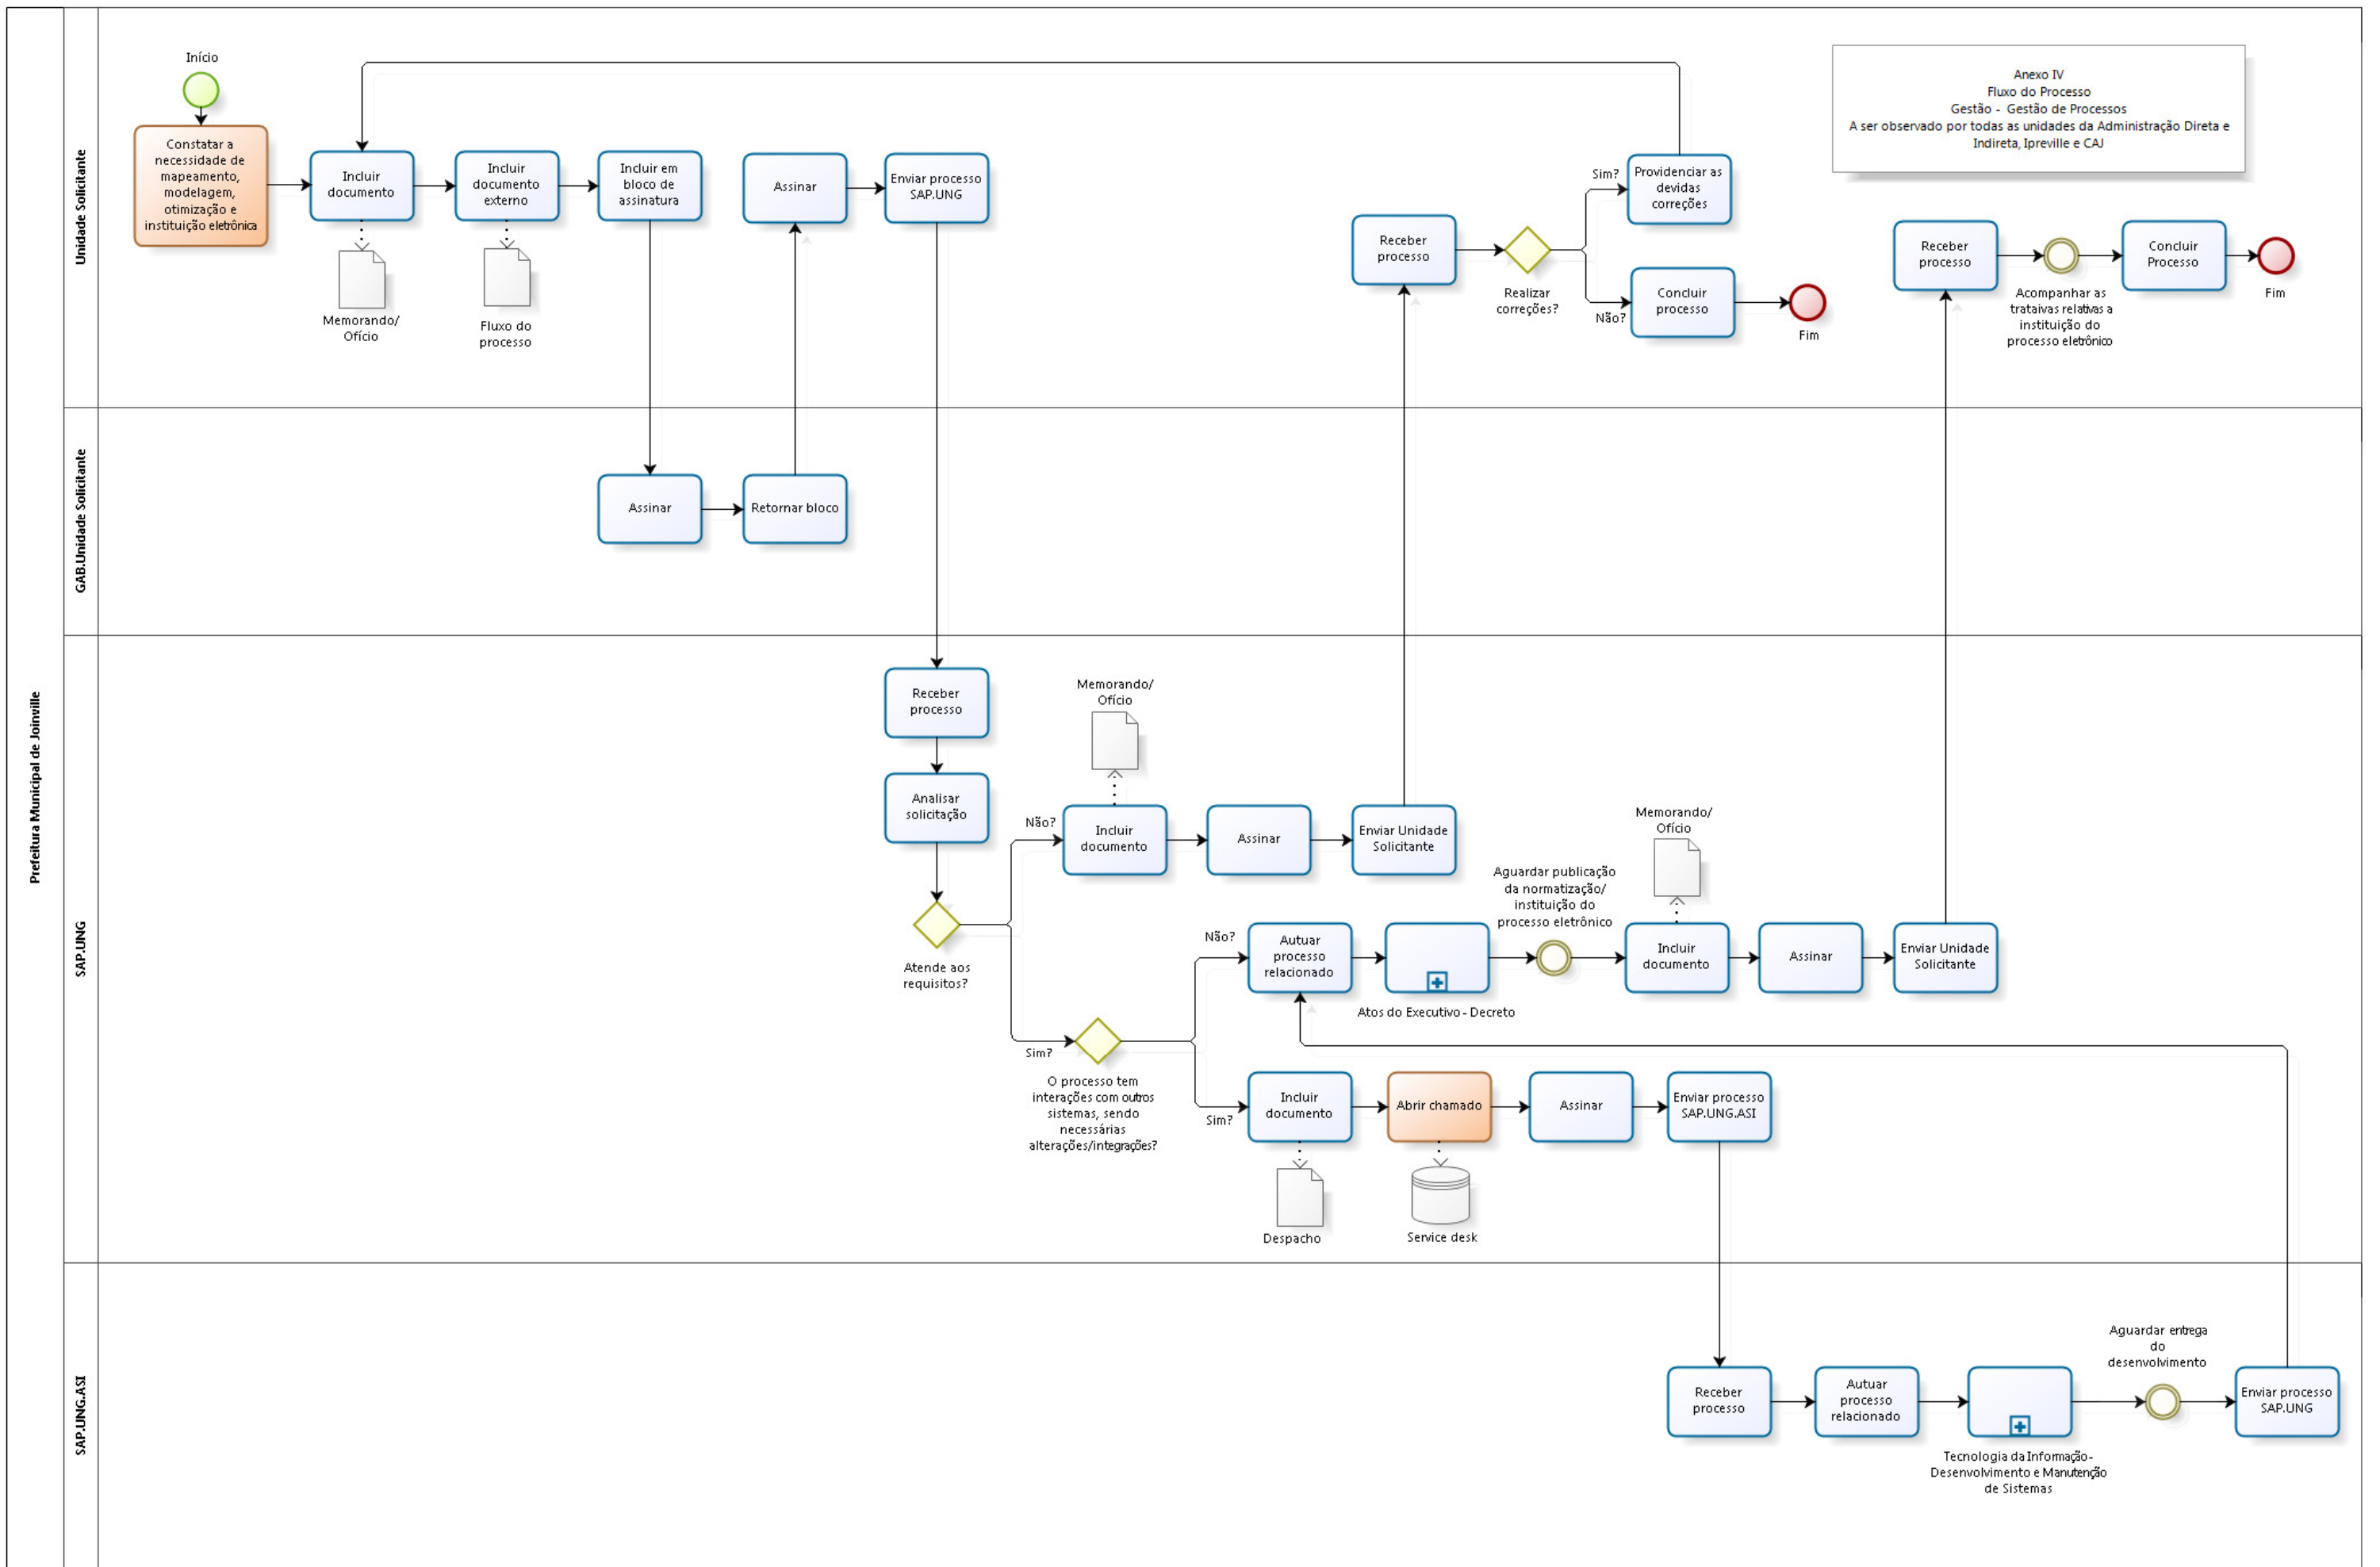 Prefeitura Municipal de Joinville
Unidade Solicitante
Início
Constatar a
necessidade de
mapeamento,
modelagem,
otimização e
instituição eletrônica
Incluir
documento
Memorando/
Ofício
Incluir
documento
externo
Fluxo do
processo
Incluir em
bloco de
assinatura
Assinar
Enviar processo
SAP.UNG
Receber
processo
Realizar
correções?
Sim?
Providenciar as
devidas
correções
Não?
Concluir
processo
Fim
Anexo IV
Fluxo do Processo
Gestão - Gestão de Processos
A ser observado por todas as unidades da Administração Direta e
Indireta, Ipreville e CAJ
Receber
processo
Acompanhar as
trataivas relativas a
instituição do
processo eletrônico
Concluir
Processo
Fim
GAB.Unidade Solicitante
Assinar
Retornar bloco
SAP.UNG
Receber
processo
Analisar
solicitação
Atende aos
requisitos?
Não?
Memorando/
Ofício
Incluir
documento
Assinar
Enviar Unidade
Solicitante
Sim?
O processo tem
interações com outros
sistemas, sendo
necessárias
alterações/integrações?
Não?
Autuar
processo
relacionado
Atos do Executivo - Decreto
Aguardar publicação
da normatização/
instituição do
processo eletrônico
Memorando/
Ofício
Incluir
documento
Assinar
Enviar Unidade
Solicitante
Sim?
Incluir
documento
Despacho
Abrir chamado
Service desk
Assinar
Enviar processo
SAP.UNG.ASI
SAP.UNG.ASI
Receber
processo
Autuar
processo
relacionado
Tecnologia da Informação-
Desenvolvimento e Manutenção
de Sistemas
Aguardar entrega
do
desenvolvimento
Enviar processo
SAP.UNG